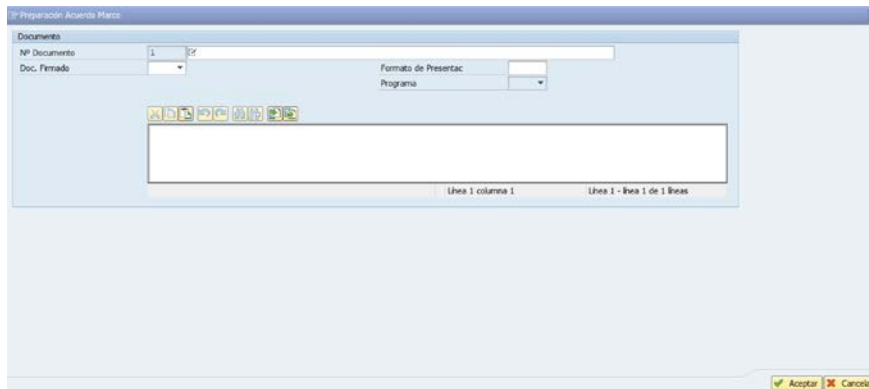 Preparación Acuerdo Marco
Documento
Nº Documento 1
Doc. Firmado Formato de Presentac
Programa
Línea 1 columna 1 Línea 1 - línea 1 de 1 líneas
Aceptar Cancela